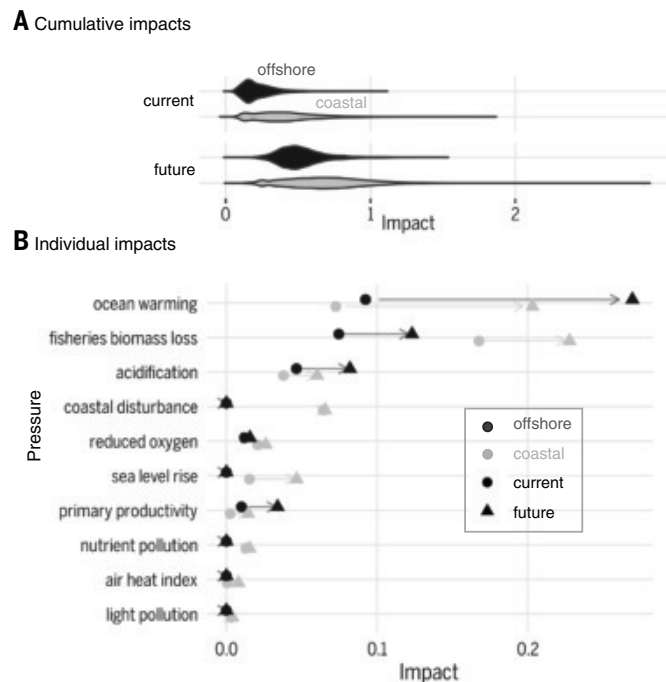 A Cumulative impacts
offshore
current
coastal
future
0 1 2
Impact
B Individual impacts
ocean warming
fisheries biomass loss
acidification
coastal disturbance
reduced oxygen
sea level rise
primary productivity
nutrient pollution
air heat index
light pollution
Pressure
offshore
coastal
current
future
0.0 0.1 0.2
Impact